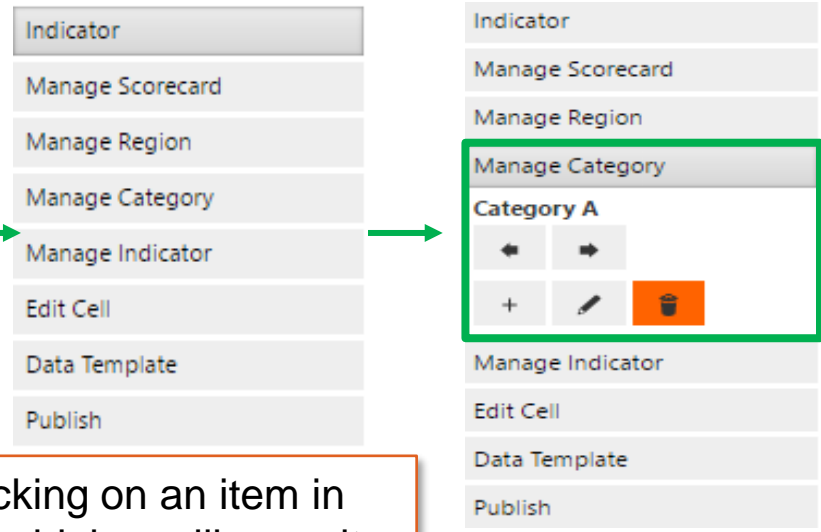 Indicator
Manage Scorecard
Manage Region
Manage Category
Manage Indicator
Edit Cell
Data Template
Publish
Indicator
Manage Scorecard
Manage Region
Manage Category
Category A
Manage Indicator
Edit Cell
Data Template
Publish
on an item in